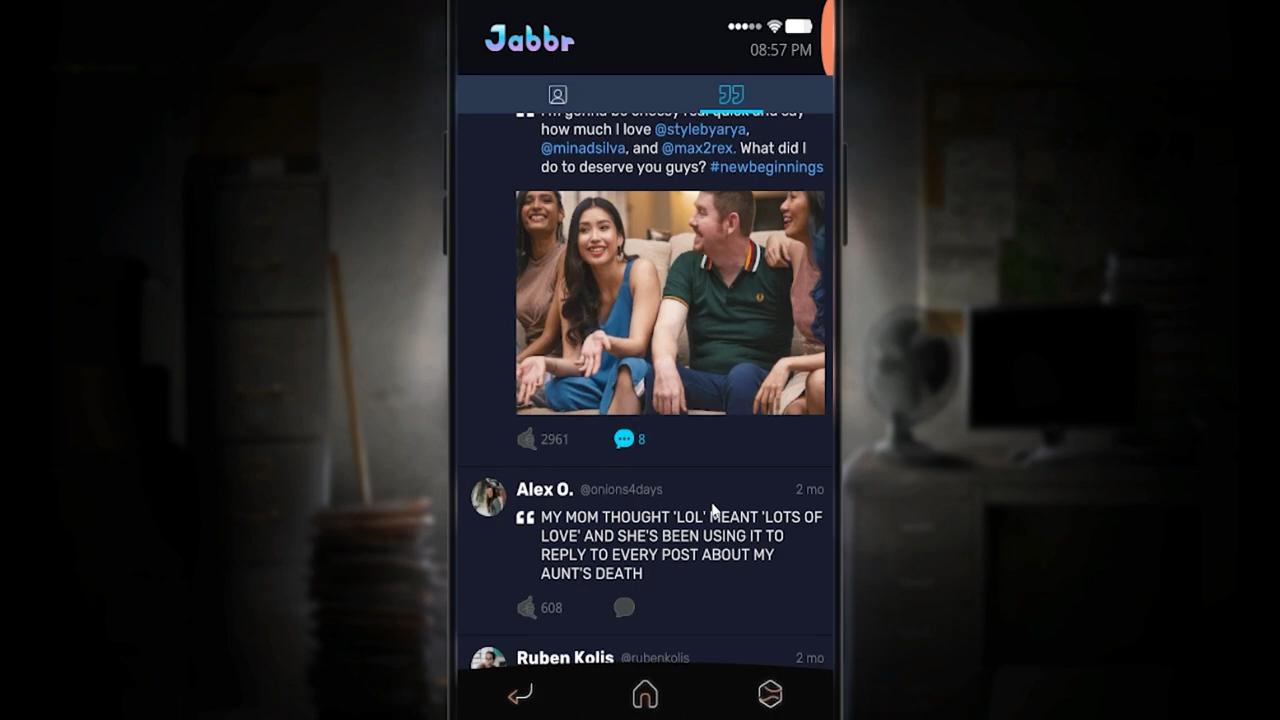 Jabbr
08:57 PM
how much I love @stylebyarya,
@minadsilva, and @max2rex. What did I
do to deserve you guys? #newbeginnings
2961
8
Alex O. @onions4days 2 mo
MY MOM THOUGHT 'LOL' MEANT 'LOTS OF
LOVE' AND SHE'S BEEN USING IT TO
REPLY TO EVERY POST ABOUT MY
AUNT'S DEATH
608
Ruben Kolis @rubenkolis 2 mo